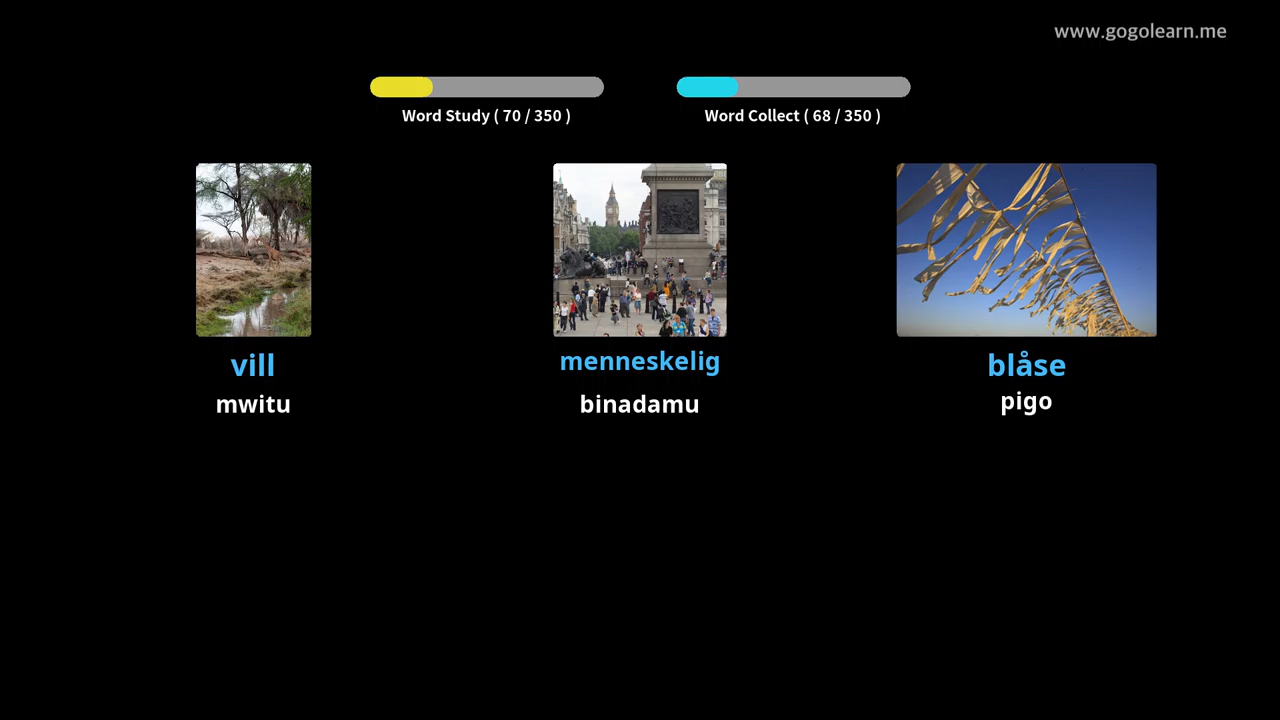 www.gogolearn.me
Word Study ( 70 / 350 )
Word Collect ( 68 / 350 )
vill
mwitu
menneskelig
binadamu
blåse
pigo